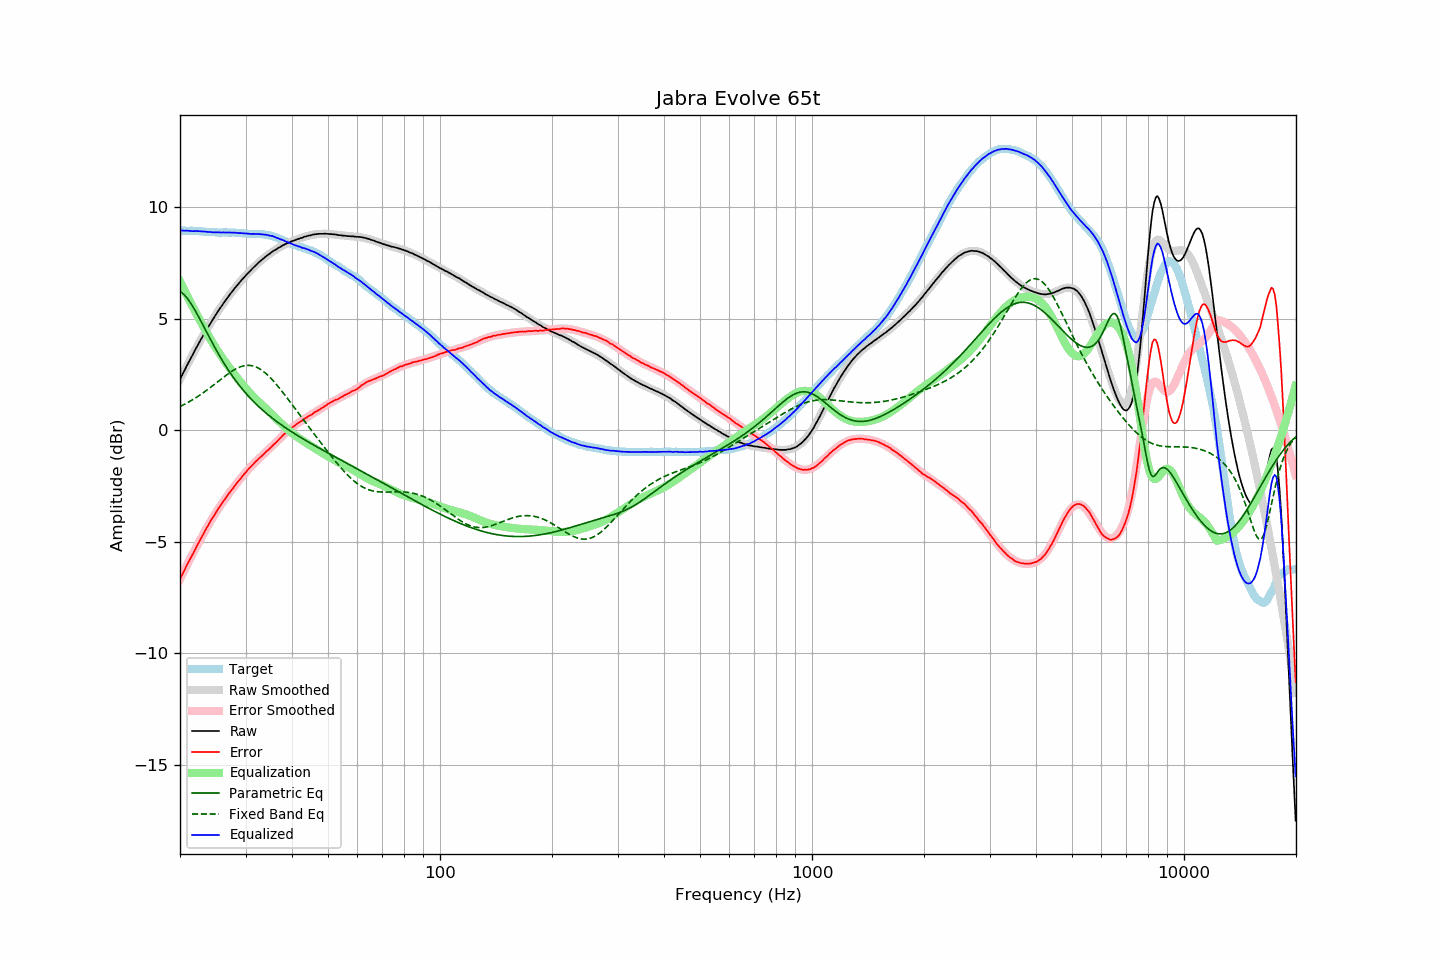 Jabra Evolve 65t
Amplitude (dBr)
10
5
0
−5
−10
−15
Target
Raw Smoothed
Error Smoothed
Raw
Error
Equalization
Parametric Eq
Fixed Band Eq
Equalized
100
1000
10000
Frequency (Hz)